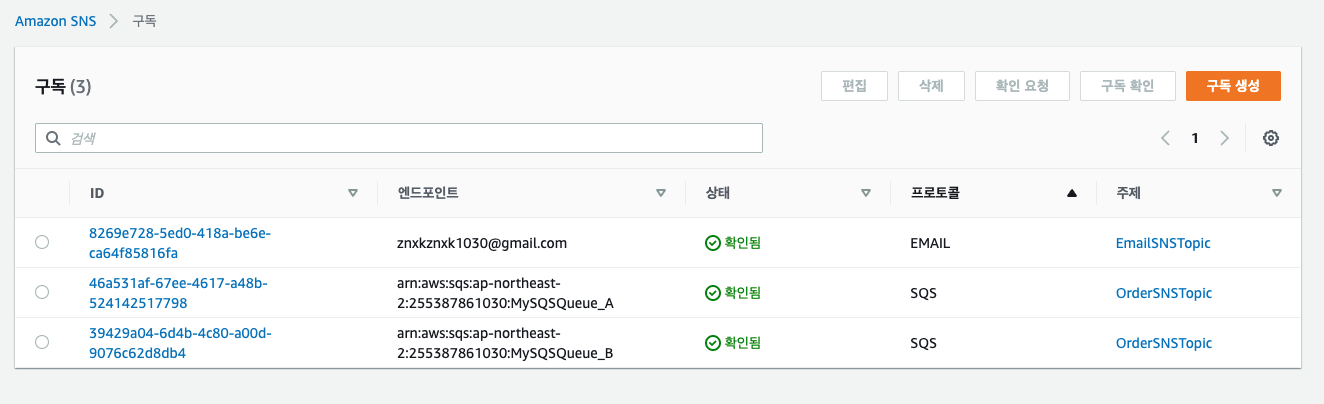 Amazon SNS > 구독
구독 (3)
편집 삭제 확인 요청 구독 확인 구독 생성
검색
1
ID 엔드포인트 상태 프로토콜 주제
8269e728-5ed0-418a-be6e-
ca64f85816fa
znxkznxk1030@gmail.com 확인됨 EMAIL EmailSNSTopic
46a531af-67ee-4617-a48b-
524142517798
arn:aws:sqs:ap-northeast-
2:255387861030:MySQSQueue_A
확인됨 SQS OrderSNSTopic
39429a04-6d4b-4c80-a00d-
9076c62d8db4
arn:aws:sqs:ap-northeast-
2:255387861030:MySQSQueue_B
확인됨 SQS OrderSNSTopic